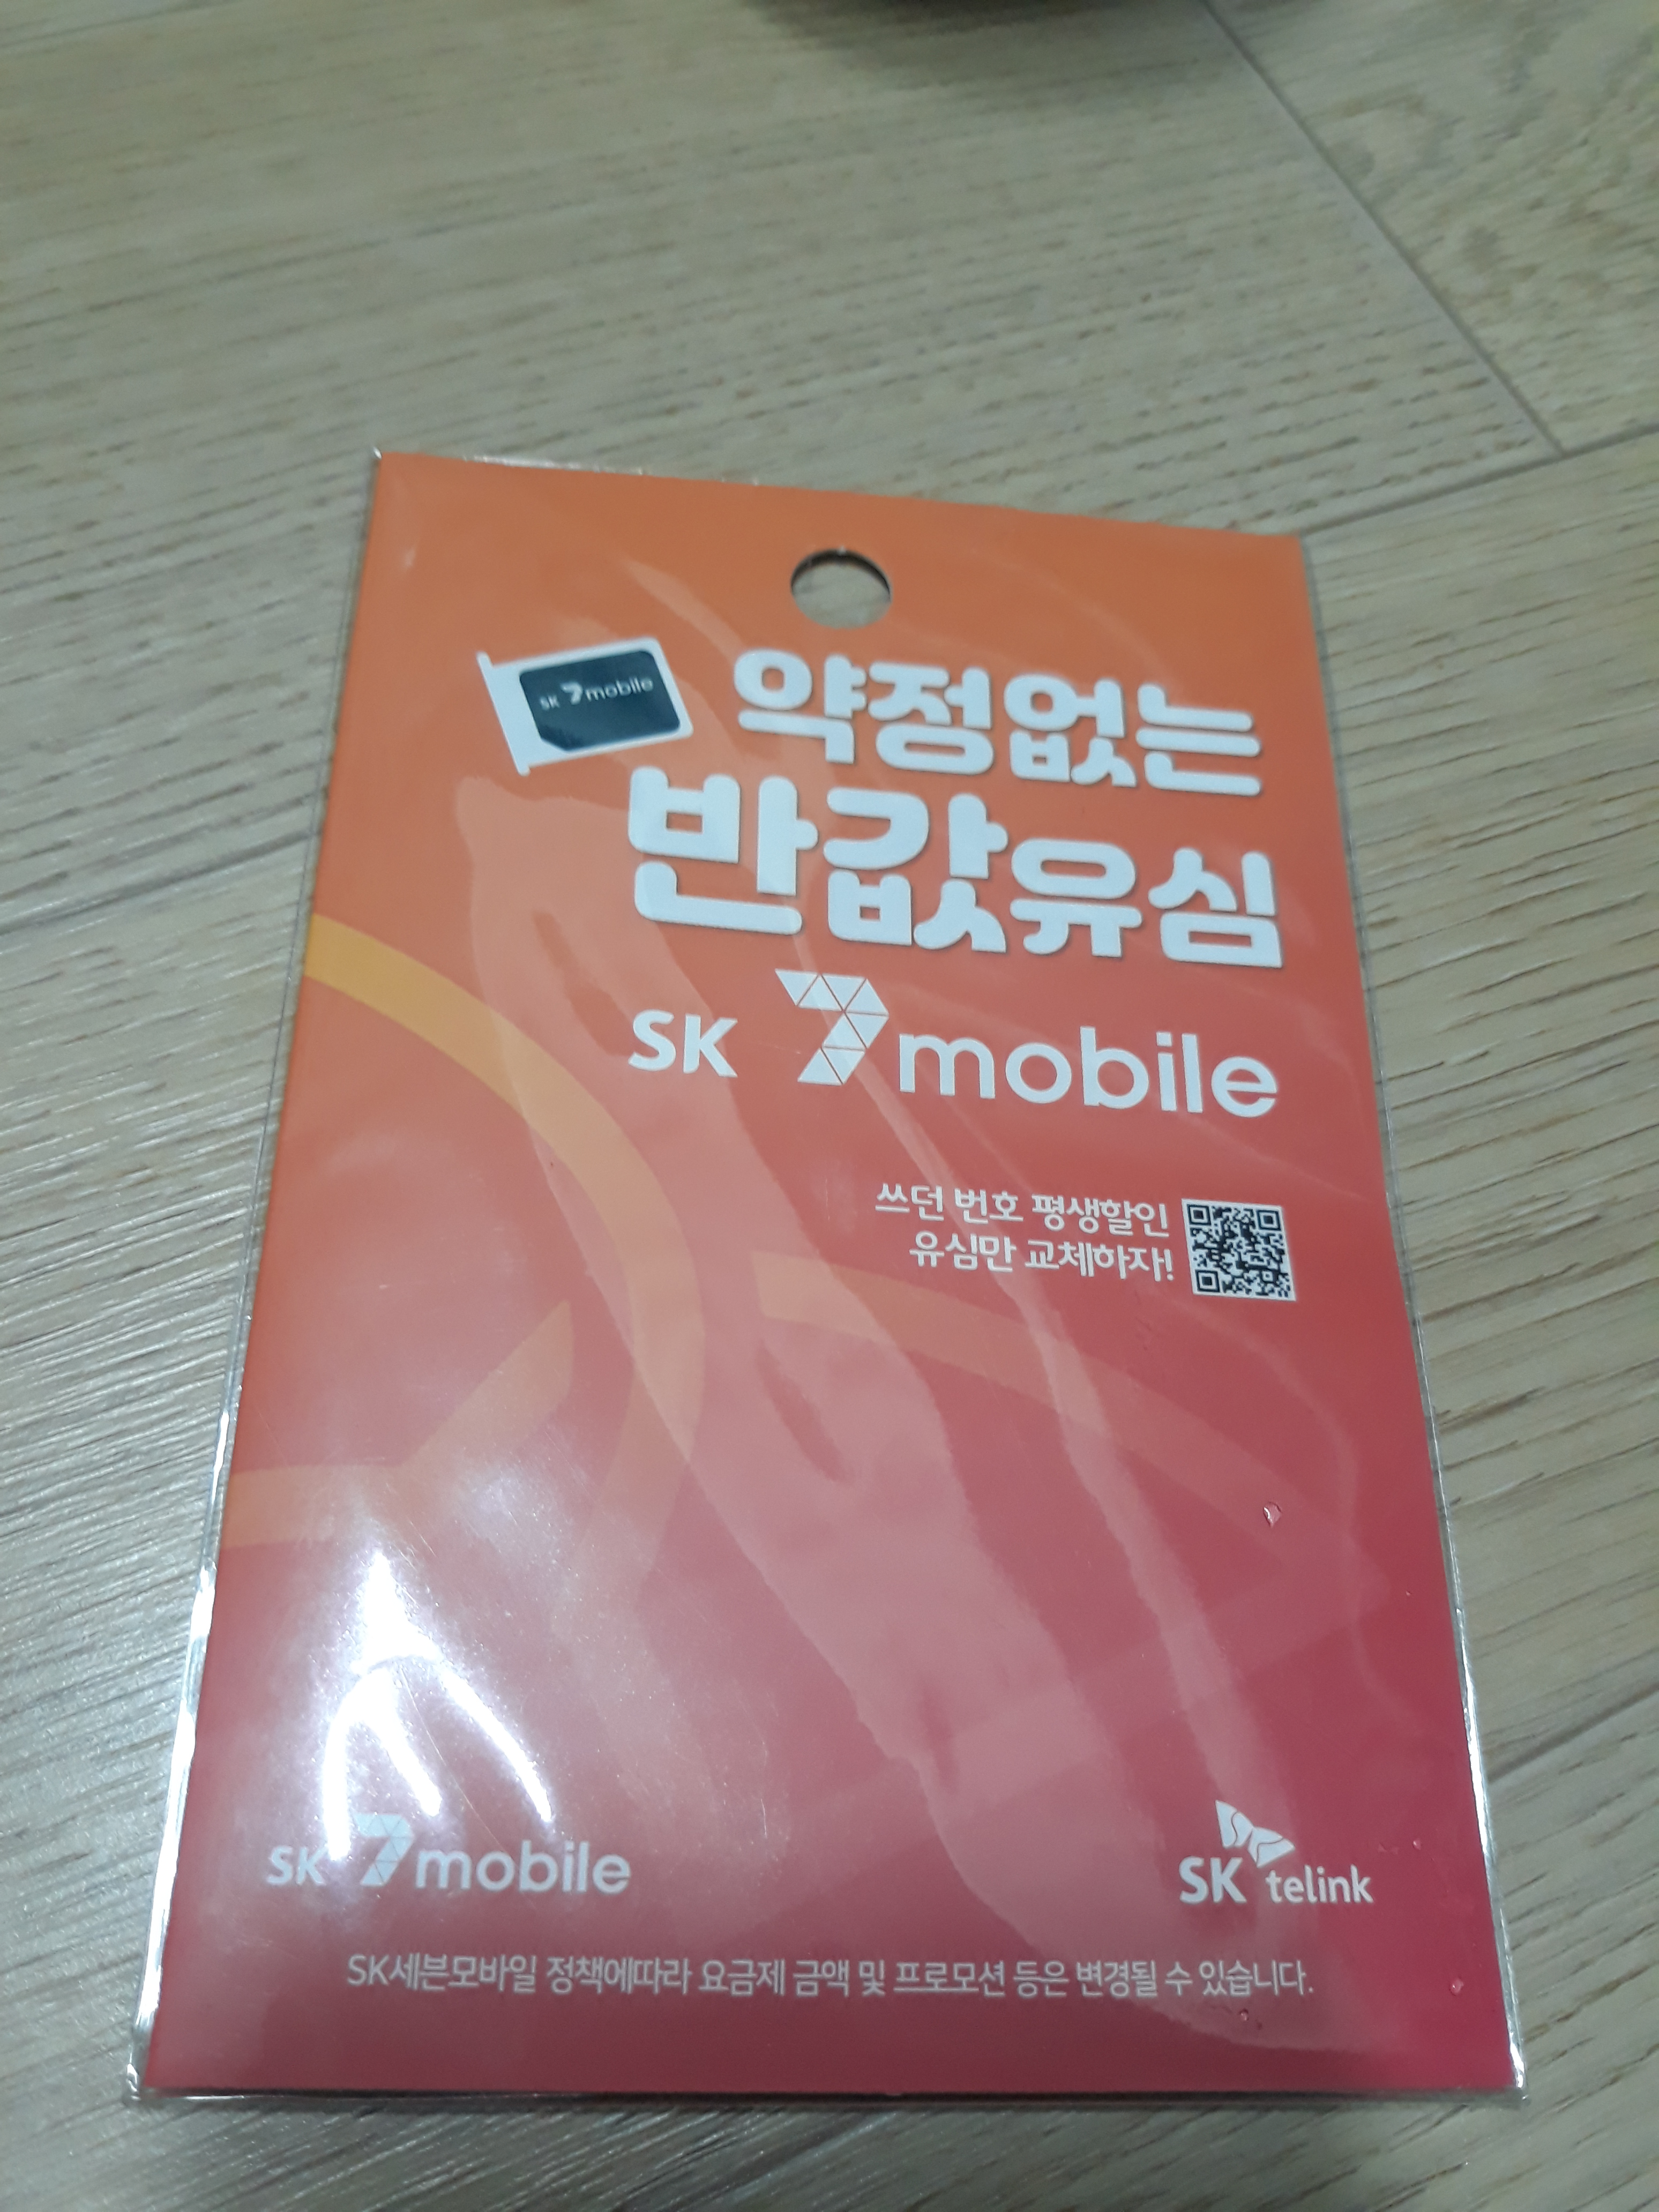 SK 7mobile
약정없는
반값유심
SK 7mobile
쓰던 번호 평생할인
유심만 교체하자!
SK 7mobile
SK telink
SK세븐모바일 정책에따라 요금제 금액 및 프로모션 등은 변경될 수 있습니다.